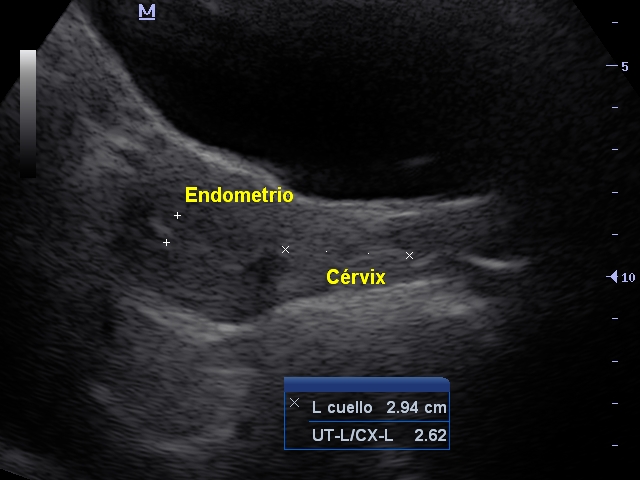 M
5
Endometrio
Cérvix
10
L cuello 2.94 cm
UT-L/CX-L 2.62